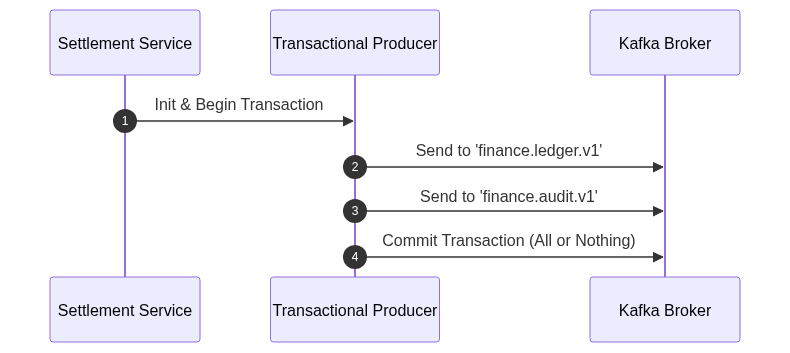 Settlement Service
Transactional Producer
Kafka Broker
Init & Begin Transaction
1
Send to 'finance.ledger.v1'
2
Send to 'finance.audit.v1'
3
Commit Transaction (All or Nothing)
4
Settlement Service
Transactional Producer
Kafka Broker